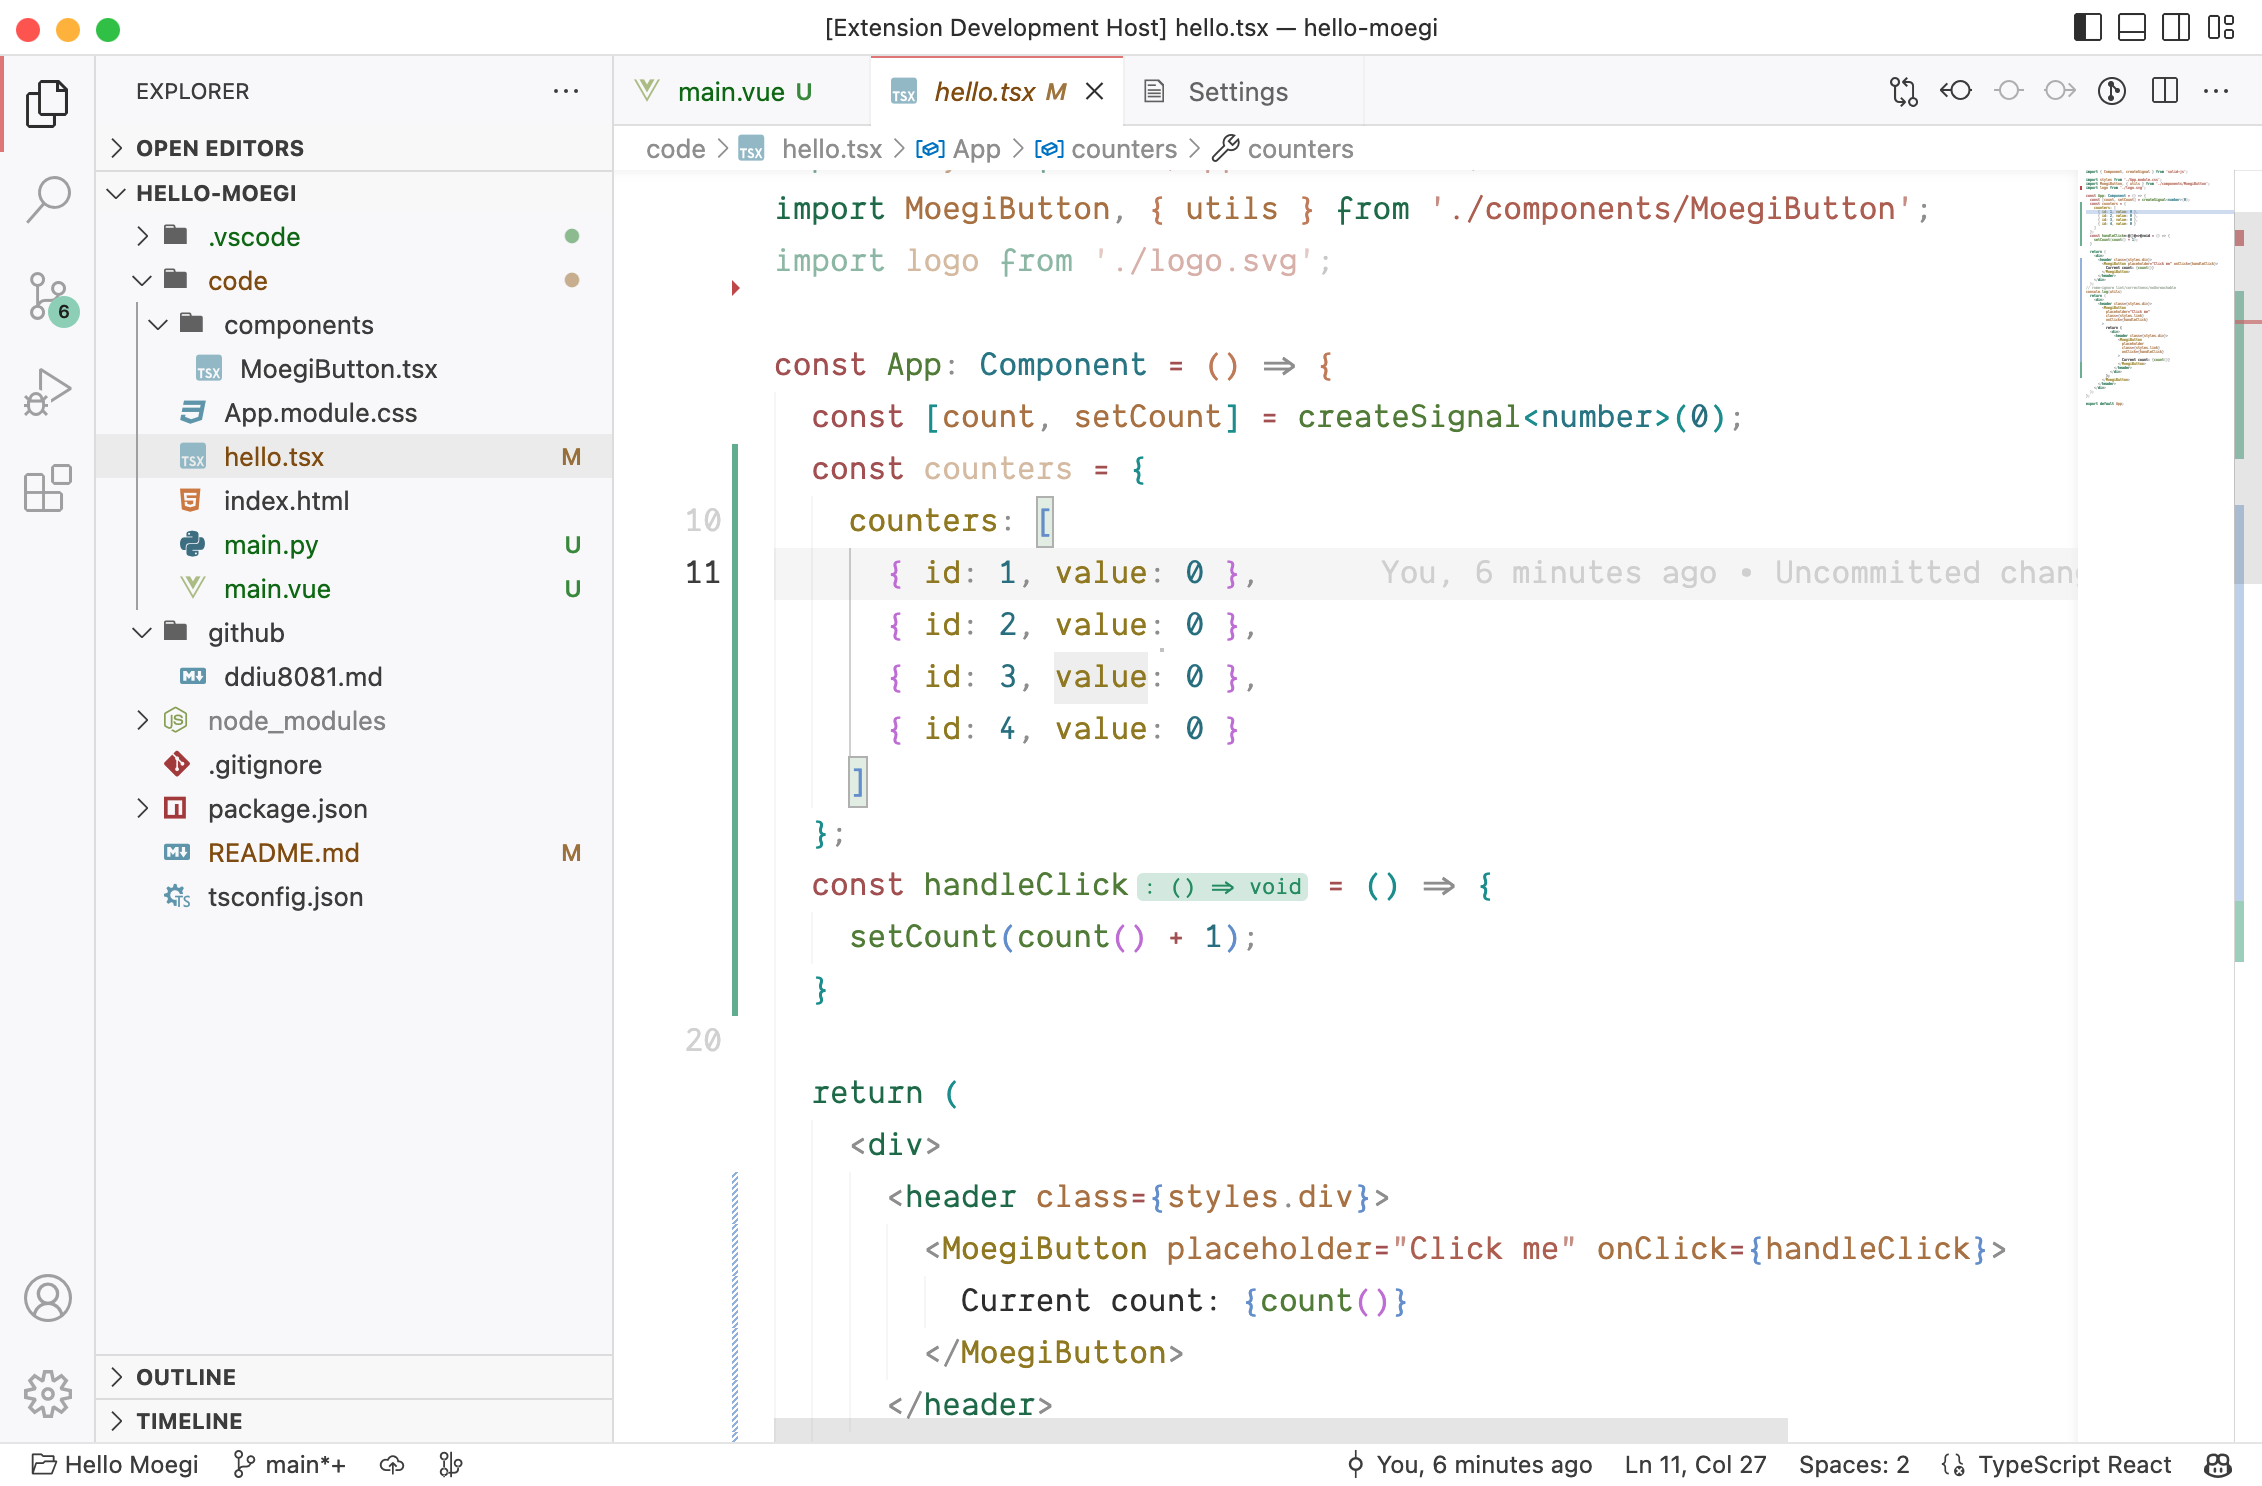 [Extension Development Host] hello.tsx — hello-moegi
EXPLORER
OPEN EDITORS
HELLO-MOEGI
.vscode
code
components
TSX MoegiButton.tsx
App.module.css
TSX hello.tsx M
index.html
main.py U
main.vue U
github
M ddiu8081.md
JS node_modules
.gitignore
package.json
M README.md M
TS tsconfig.json
OUTLINE
TIMELINE
6
main.vue U
TSX hello.tsx M
Settings
code > TSX hello.tsx > App > counters > counters
import MoegiButton, { utils } from './components/MoegiButton';
import logo from './logo.svg';
const App: Component = () ⇒ {
const [count, setCount] = createSignal<number>(0);
const counters = {
10 counters: [
11 { id: 1, value: 0 }, You, 6 minutes ago • Uncommitted chan
{ id: 2, value: 0 },
{ id: 3, value: 0 },
{ id: 4, value: 0 }
]
};
const handleClick : () ⇒ void = () ⇒ {
setCount(count() + 1);
}
20
return (
<div>
<header class={styles.div}>
<MoegiButton placeholder="Click me" onClick={handleClick}>
Current count: {count()}
</MoegiButton>
</header>
Hello Moegi main*+ You, 6 minutes ago Ln 11, Col 27 Spaces: 2 TypeScript React